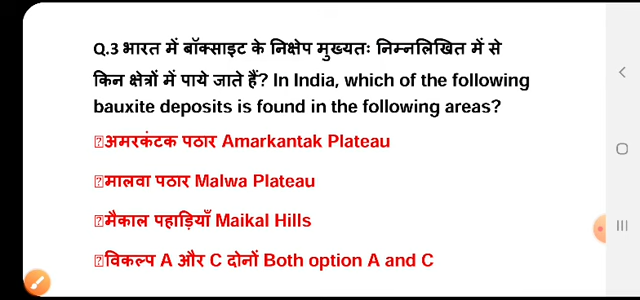 Q.3 भारत में बॉक्साइट के निक्षेप मुख्यतः निम्नलिखित में से
किन क्षेत्रों में पाये जाते हैं? In India, which of the following
bauxite deposits is found in the following areas?
अमरकंटक पठार Amarkantak Plateau
मालवा पठार Malwa Plateau
मैकाल पहाड़ियाँ Maikal Hills
विकल्प A और C दोनों Both option A and C